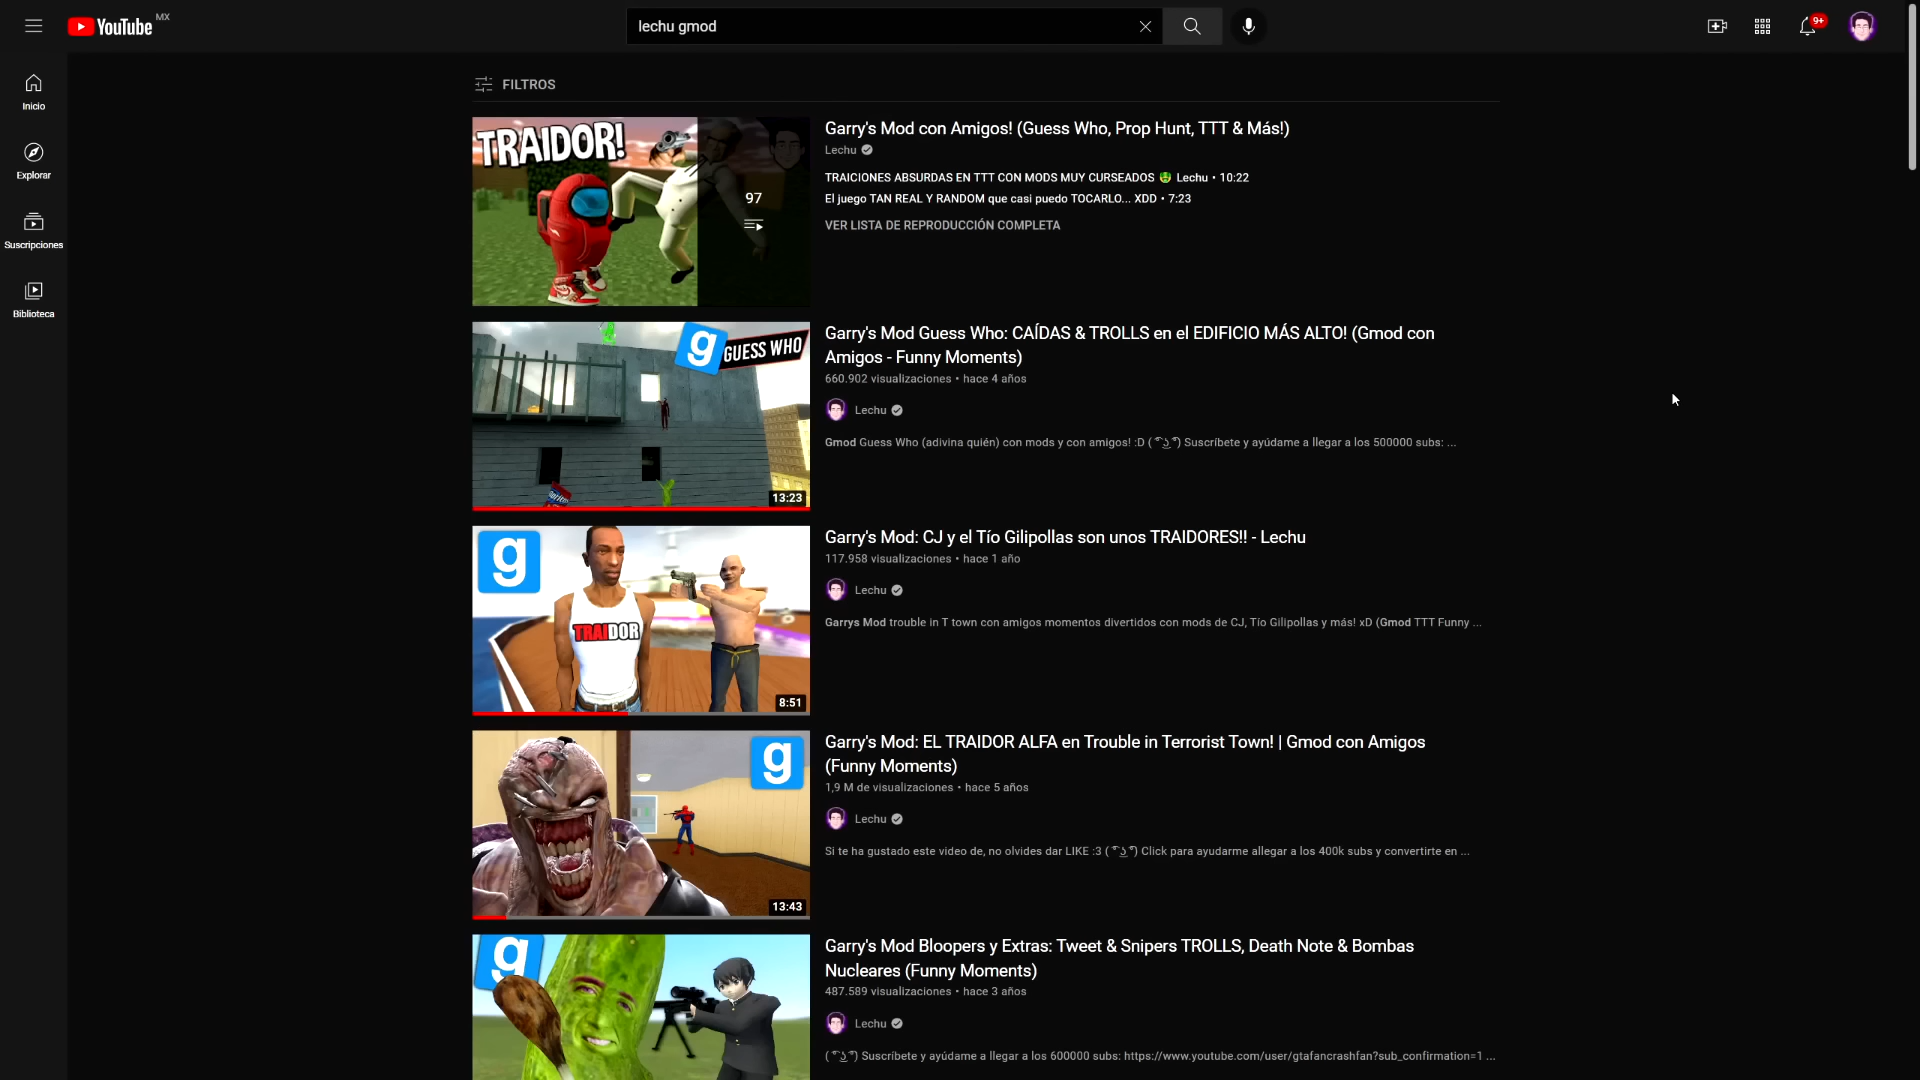 YouTube MX
lechu gmod
9+
Inicio
Explorar
Suscripciones
Biblioteca
FILTROS
TRAIDOR!
97
Garry's Mod con Amigos! (Guess Who, Prop Hunt, TTT & Más!)
Lechu
TRAICIONES ABSURDAS EN TTT CON MODS MUY CURSEADOS 🤑 Lechu • 10:22
El juego TAN REAL Y RANDOM que casi puedo TOCARLO... XDD • 7:23
VER LISTA DE REPRODUCCIÓN COMPLETA
g GUESS WHO
13:23
Garry's Mod Guess Who: CAÍDAS & TROLLS en el EDIFICIO MÁS ALTO! (Gmod con
Amigos - Funny Moments)
660.902 visualizaciones • hace 4 años
Lechu
Gmod Guess Who (adivina quién) con mods y con amigos! :D ( ͡° ͜ʖ ͡°) Suscríbete y ayúdame a llegar a los 500000 subs: ...
g
TRAIDOR
8:51
Garry's Mod: CJ y el Tío Gilipollas son unos TRAIDORES!! - Lechu
117.958 visualizaciones • hace 1 año
Lechu
Garrys Mod trouble in T town con amigos momentos divertidos con mods de CJ, Tío Gilipollas y más! xD (Gmod TTT Funny ...
g
13:43
Garry's Mod: EL TRAIDOR ALFA en Trouble in Terrorist Town! | Gmod con Amigos
(Funny Moments)
1,9 M de visualizaciones • hace 5 años
Lechu
Si te ha gustado este video de, no olvides dar LIKE :3 ( ͡° ͜ʖ ͡°) Click para ayudarme allegar a los 400k subs y convertirte en ...
g
Garry's Mod Bloopers y Extras: Tweet & Snipers TROLLS, Death Note & Bombas
Nucleares (Funny Moments)
487.589 visualizaciones • hace 3 años
Lechu
( ͡° ͜ʖ ͡°) Suscríbete y ayúdame a llegar a los 600000 subs: https://www.youtube.com/user/gtafancrashfan?sub_confirmation=1 ...